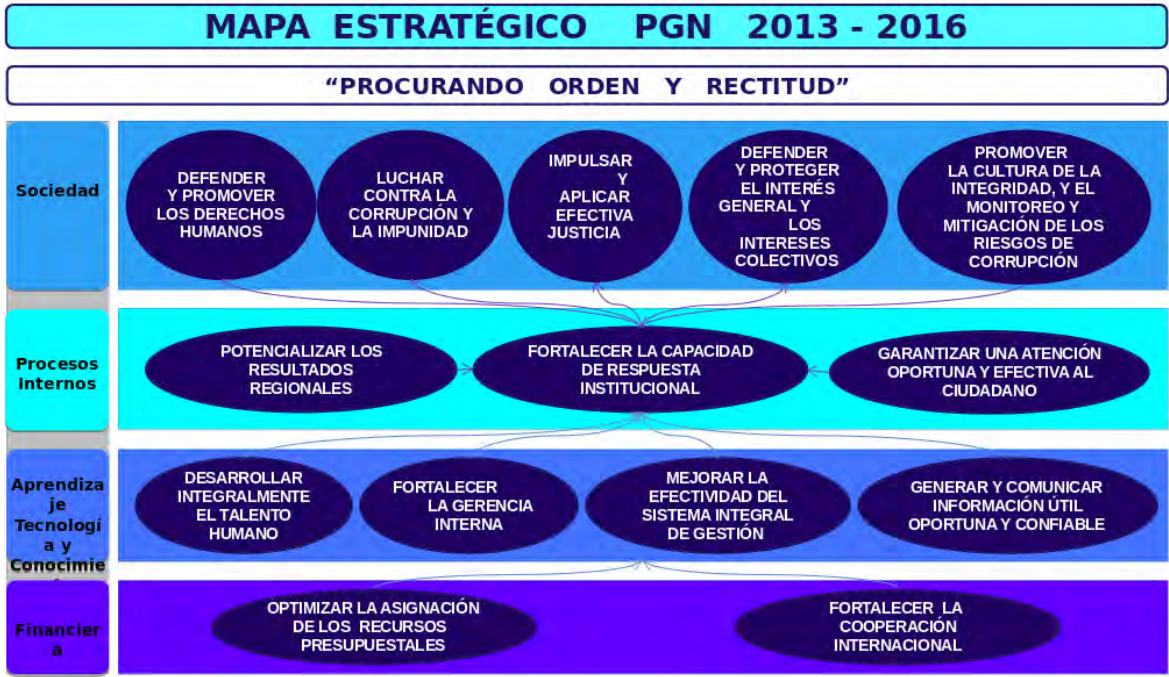 MAPA ESTRATÉGICO PGN 2013 - 2016
“PROCURANDO ORDEN Y RECTITUD”
Sociedad
DEFENDER
Y PROMOVER
LOS DERECHOS
HUMANOS
LUCHAR
CONTRA LA
CORRUPCIÓN Y
LA IMPUNIDAD
IMPULSAR
Y
APLICAR
EFECTIVA
JUSTICIA
DEFENDER
Y PROTEGER
EL INTERÉS
GENERAL Y
LOS
INTERESES
COLECTIVOS
PROMOVER
LA CULTURA DE LA
INTEGRIDAD, Y EL
MONITOREO Y
MITIGACIÓN DE LOS
RIESGOS DE
CORRUPCIÓN
Procesos
Internos
POTENCIALIZAR LOS
RESULTADOS
REGIONALES
FORTALECER LA CAPACIDAD
DE RESPUESTA
INSTITUCIONAL
GARANTIZAR UNA ATENCIÓN
OPORTUNA Y EFECTIVA AL
CIUDADANO
Aprendiza
je
Tecnologí
a y
Conocimie
DESARROLLAR
INTEGRALMENTE
EL TALENTO
HUMANO
FORTALECER
LA GERENCIA
INTERNA
MEJORAR LA
EFECTIVIDAD DEL
SISTEMA INTEGRAL
DE GESTIÓN
GENERAR Y COMUNICAR
INFORMACIÓN ÚTIL
OPORTUNA Y CONFIABLE
Financier
a
OPTIMIZAR LA ASIGNACIÓN
DE LOS RECURSOS
PRESUPUESTALES
FORTALECER LA
COOPERACIÓN
INTERNACIONAL